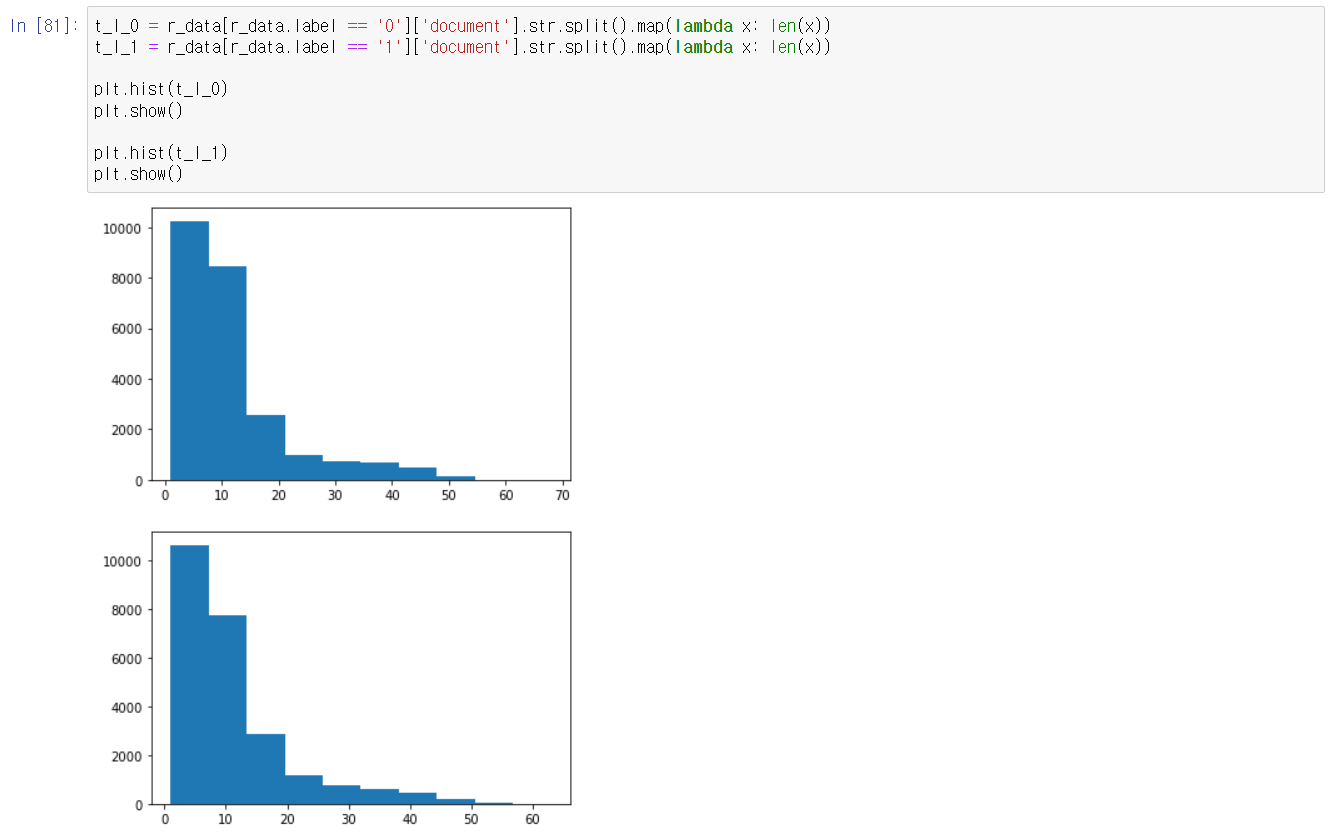 In [81]: t_l_0 = r_data[r_data.label == '0']['document'].str.split().map(lambda x: len(x))
t_l_1 = r_data[r_data.label == '1']['document'].str.split().map(lambda x: len(x))
plt.hist(t_l_0)
plt.show()
plt.hist(t_l_1)
plt.show()
10000
8000
6000
4000
2000
0
0 10 20 30 40 50 60 70
10000
8000
6000
4000
2000
0
0 10 20 30 40 50 60